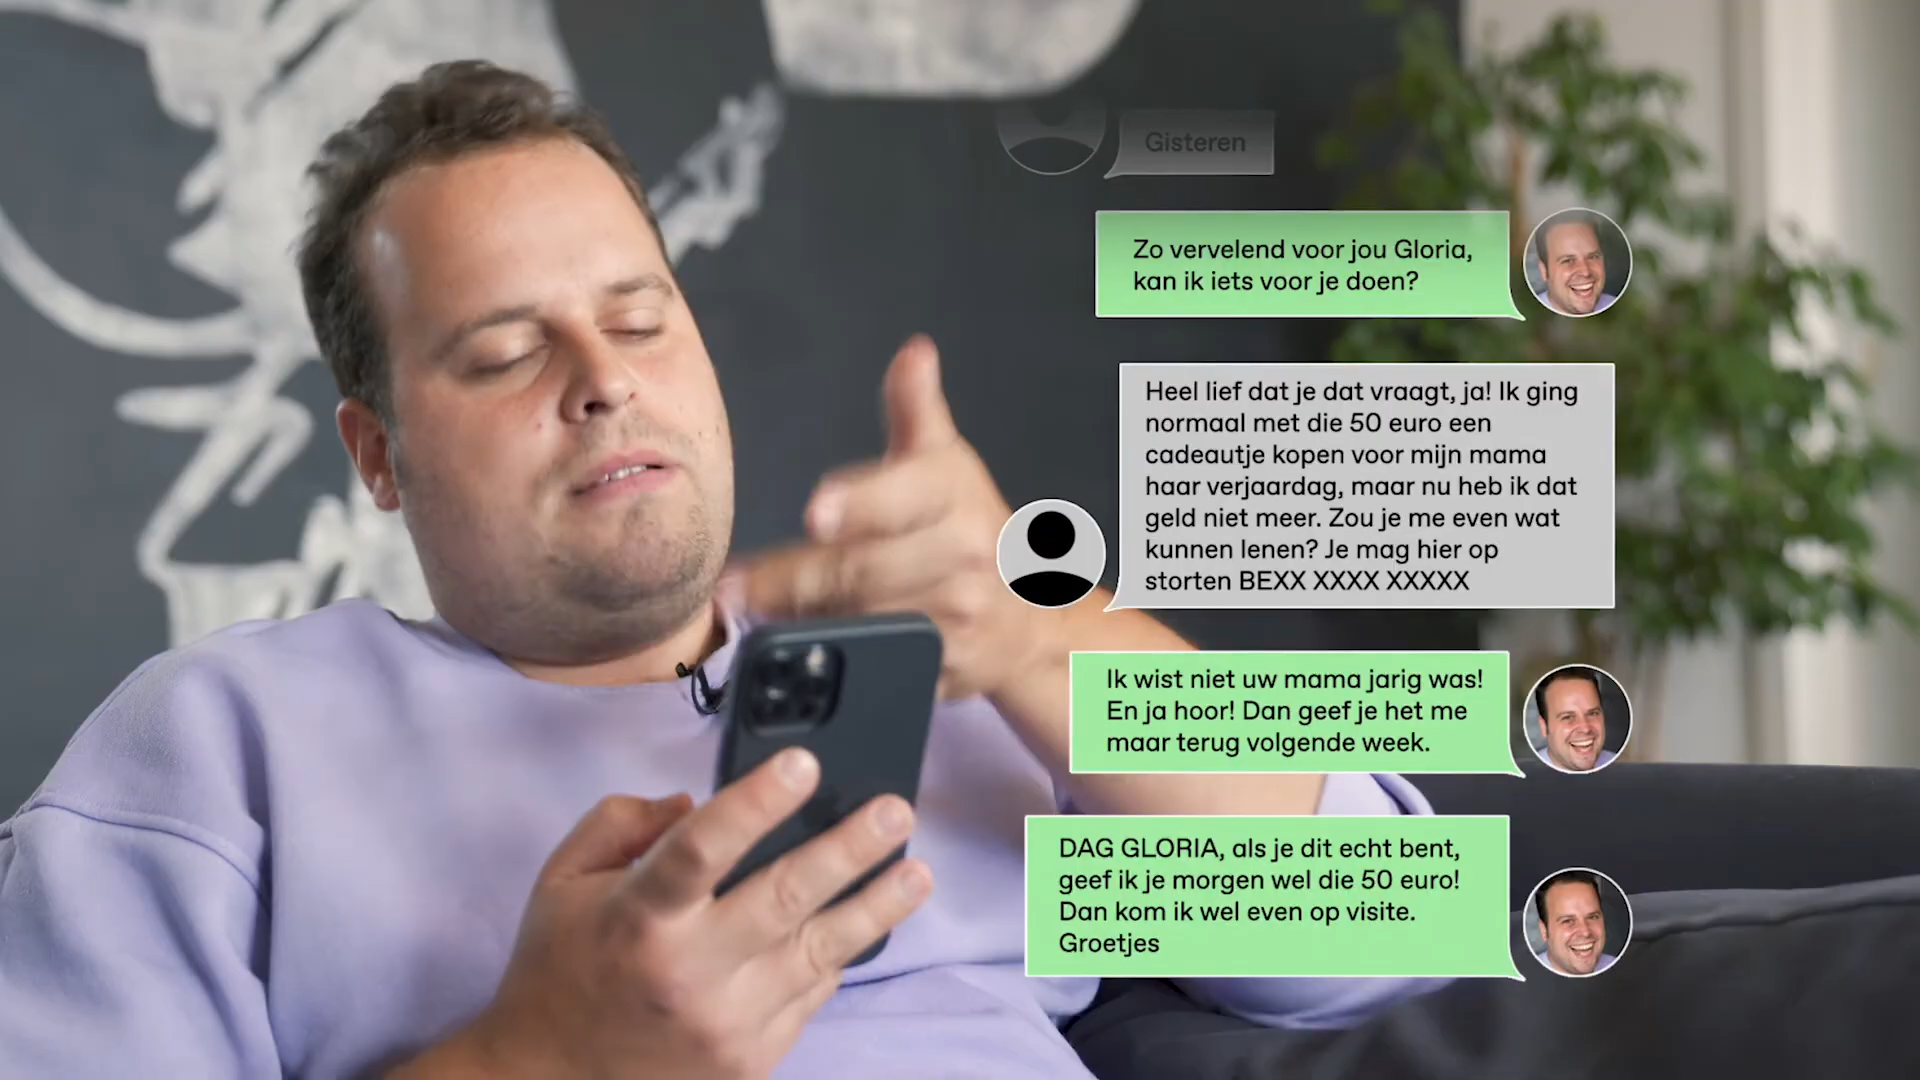 Gisteren
Zo vervelend voor jou Gloria,
kan ik iets voor je doen?
Heel lief dat je dat vraagt, ja! Ik ging
normaal met die 50 euro een
cadeautje kopen voor mijn mama
haar verjaardag, maar nu heb ik dat
geld niet meer. Zou je me even wat
kunnen lenen? Je mag hier op
storten BEXX XXXX XXXXX
Ik wist niet uw mama jarig was!
En ja hoor! Dan geef je het me
maar terug volgende week.
DAG GLORIA, als je dit echt bent,
geef ik je morgen wel die 50 euro!
Dan kom ik wel even op visite.
Groetjes